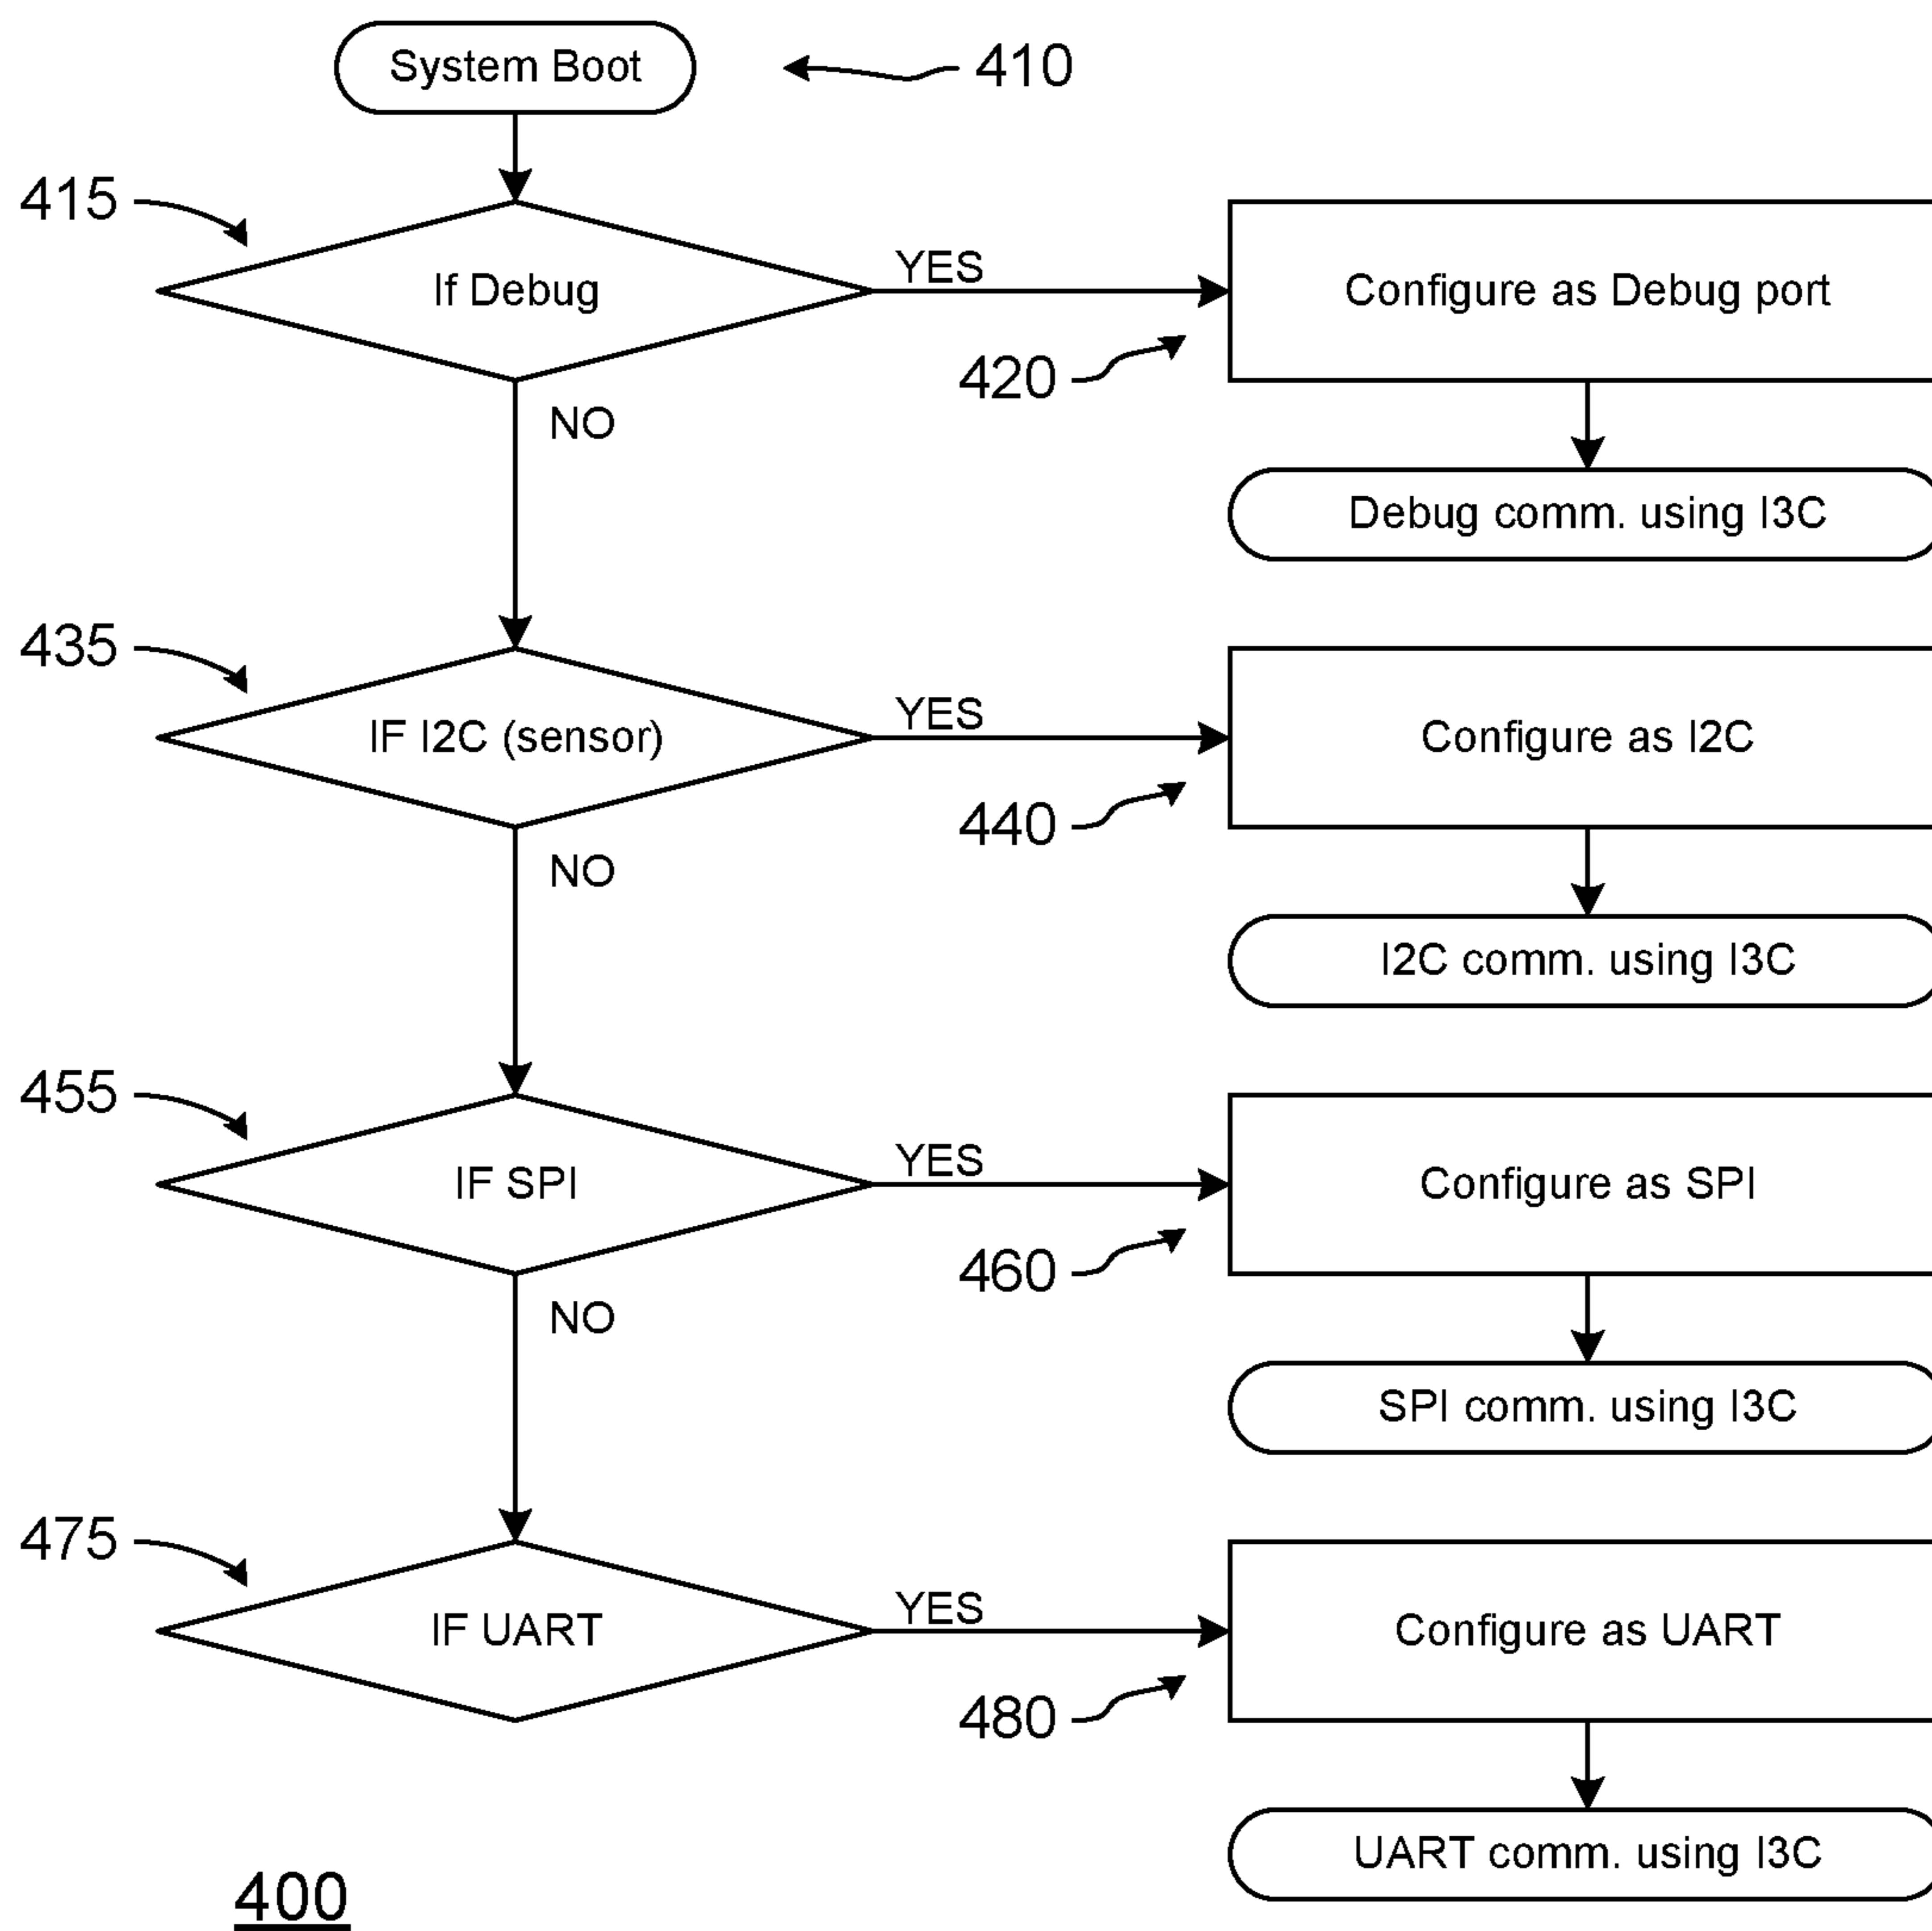 System Boot
410
415
If Debug
YES
Configure as Debug port
420
NO
Debug comm. using I3C
435
IF I2C (sensor)
YES
Configure as I2C
440
NO
I2C comm. using I3C
455
IF SPI
YES
Configure as SPI
460
NO
SPI comm. using I3C
475
IF UART
YES
Configure as UART
480
UART comm. using I3C
400